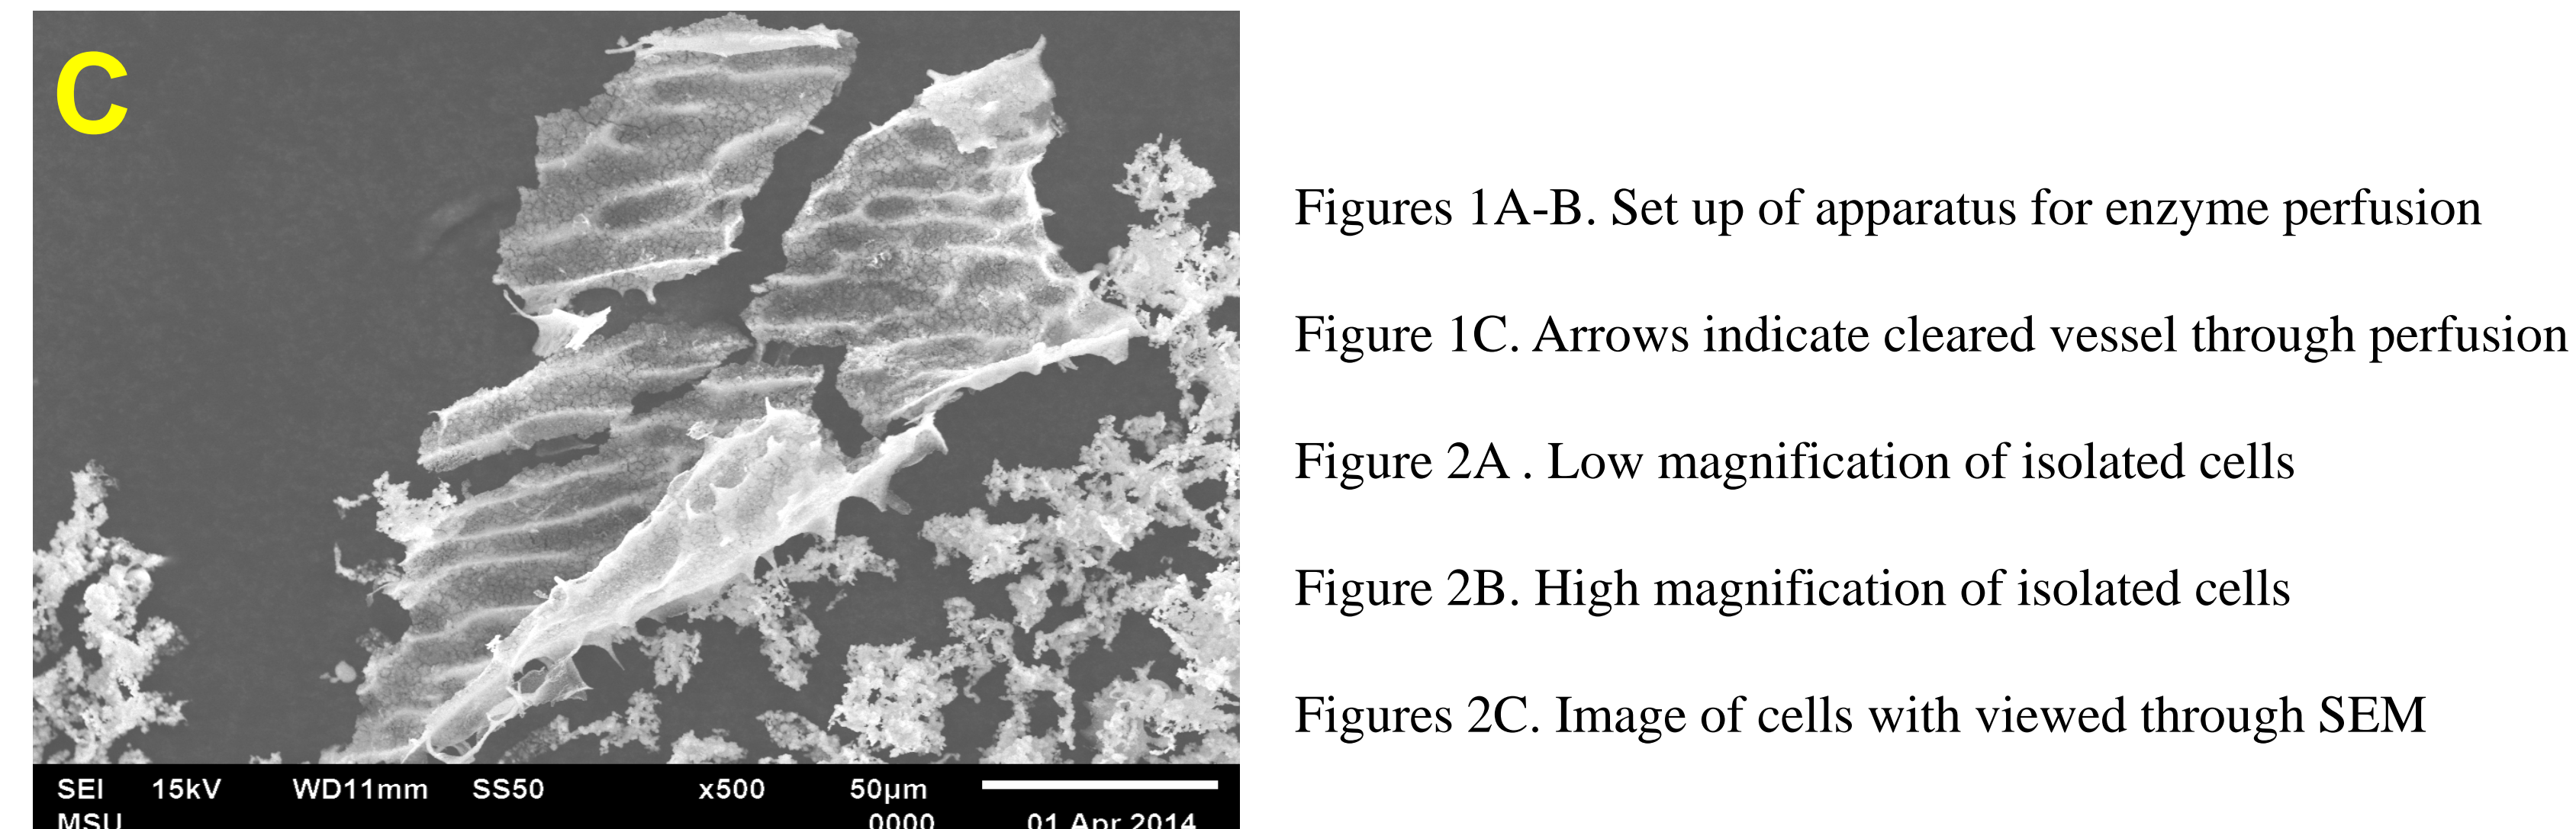 C
Figures 1A-B. Set up of apparatus for enzyme perfusion
Figure 1C. Arrows indicate cleared vessel through perfusion
Figure 2A . Low magnification of isolated cells
Figure 2B. High magnification of isolated cells
Figures 2C. Image of cells with viewed through SEM
SEI 15kV WD11mm SS50 x500 50µm
MSU 0000 01 Apr 2014